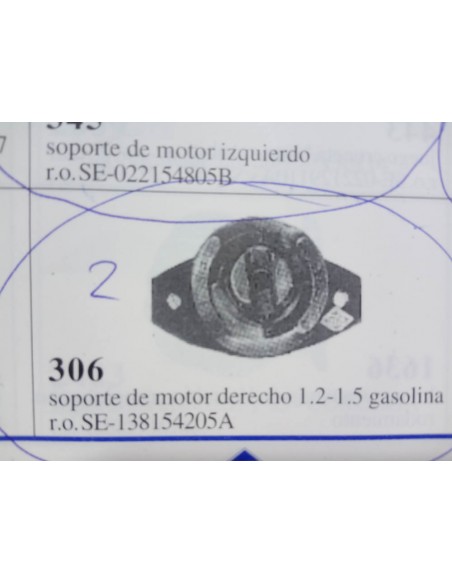 soporte de motor izquierdo
r.o. SE-022154805B
2
306
soporte de motor derecho 1.2-1.5 gasolina
r.o. SE-138154205A